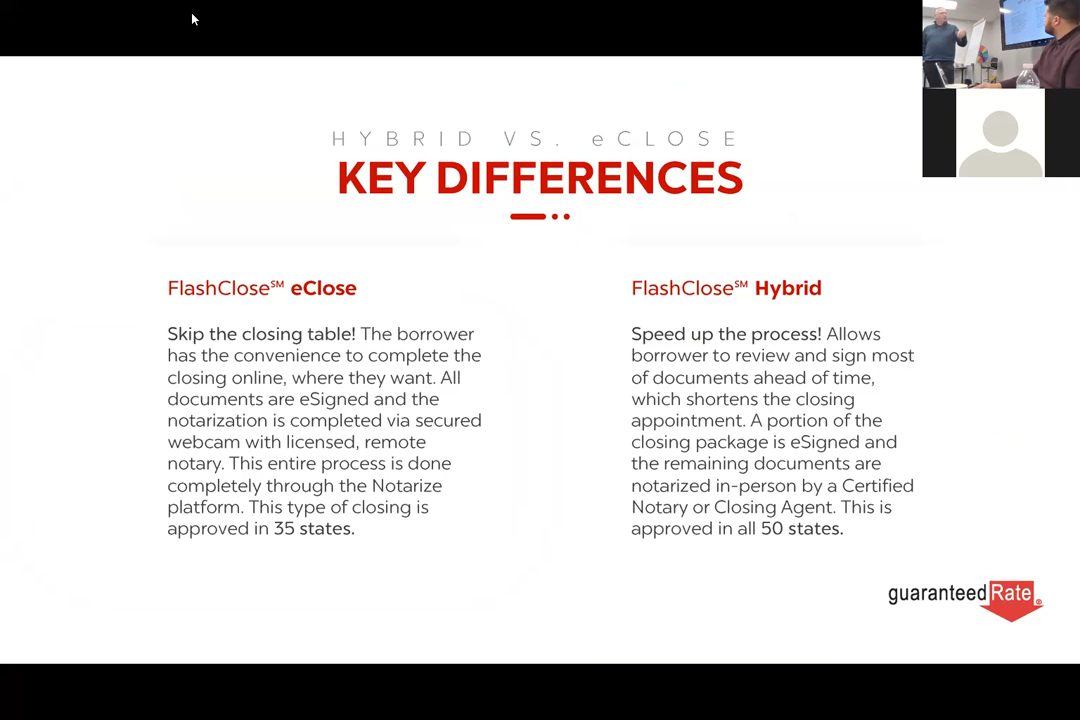 HYBRID VS. eCLOSE
KEY DIFFERENCES
FlashClose℠ eClose
Skip the closing table! The borrower
has the convenience to complete the
closing online, where they want. All
documents are eSigned and the
notarization is completed via secured
webcam with licensed, remote
notary. This entire process is done
completely through the Notarize
platform. This type of closing is
approved in 35 states.
FlashClose℠ Hybrid
Speed up the process! Allows
borrower to review and sign most
of documents ahead of time,
which shortens the closing
appointment. A portion of the
closing package is eSigned and
the remaining documents are
notarized in-person by a Certified
Notary or Closing Agent. This is
approved in all 50 states.
guaranteedRate®